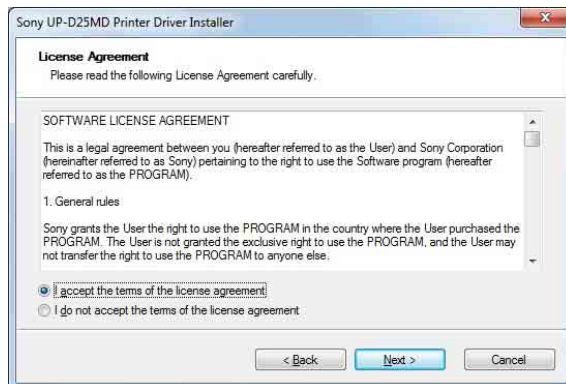 Sony UP-D25MD Printer Driver Installer
License Agreement
Please read the following License Agreement carefully.
SOFTWARE LICENSE AGREEMENT
This is a legal agreement between you (hereafter referred to as the User) and Sony Corporation
(hereinafter referred to as Sony) pertaining to the right to use the Software program (hereafter
referred to as the PROGRAM).
1. General rules
Sony grants the User the right to use the PROGRAM in the country where the User purchased the
PROGRAM. The User is not granted the exclusive right to use the PROGRAM, and the User may
not transfer the right to use the PROGRAM to anyone else.
I accept the terms of the license agreement
I do not accept the terms of the license agreement
< Back Next > Cancel